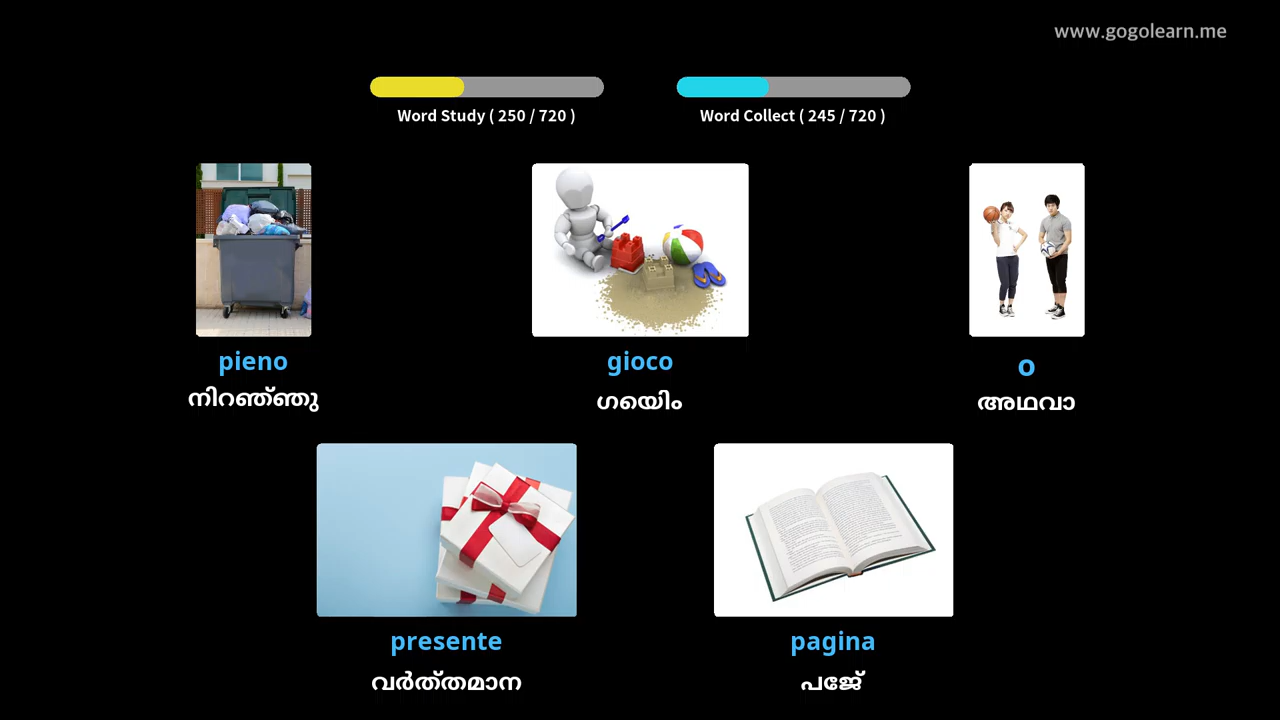 www.gogolearn.me
Word Study ( 250 / 720 )
Word Collect ( 245 / 720 )
pieno
gioco
o
നിറഞ്ഞു
ഗയെിം
അഥവാ
presente
pagina
വർത്തമാന
പജേ്